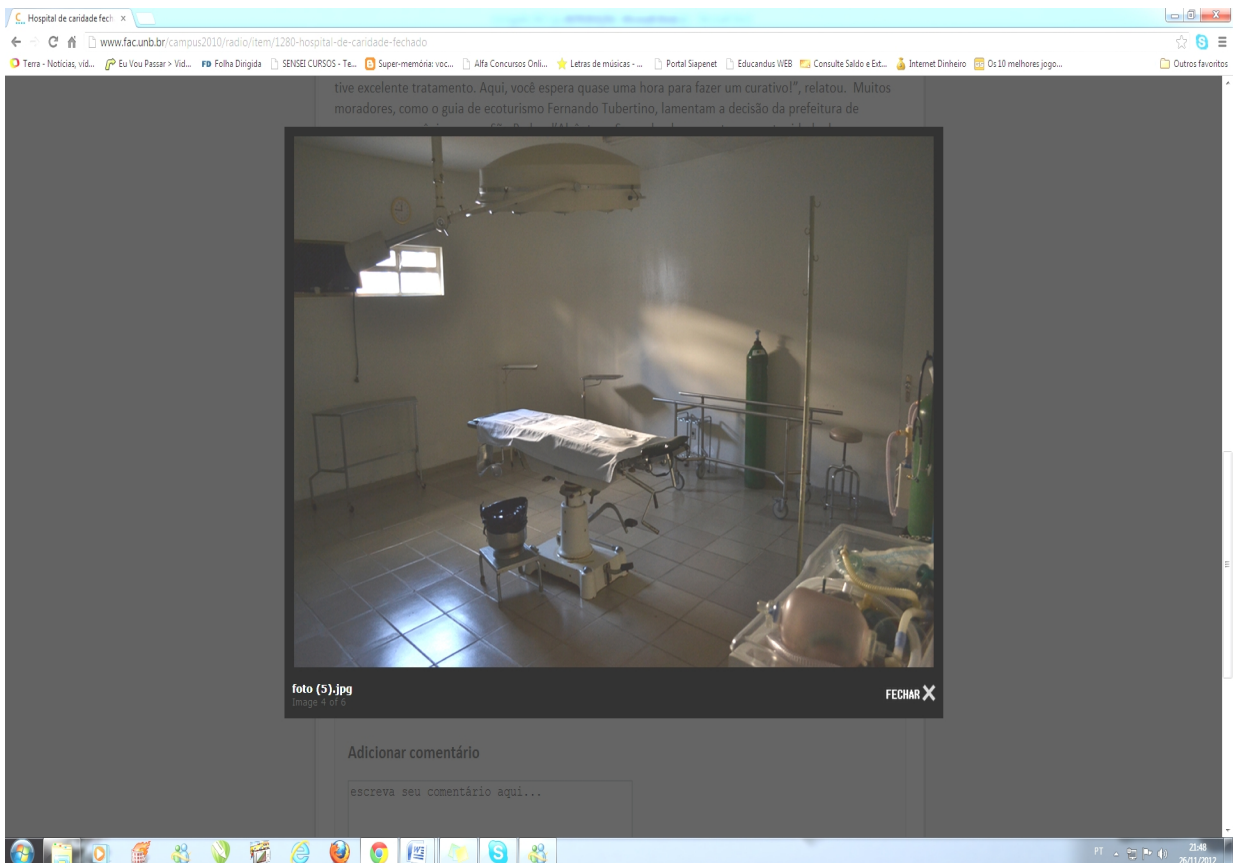 Hospital de caridade fech ×
www.fac.unb.br/campus2010/radio/item/1280-hospital-de-caridade-fechado
Terra - Notícias, víd... Eu Vou Passar > Vid... FD Folha Dirigida SENSEI CURSOS - Te... Super-memória: voc... Alfa Concursos Onli... Letras de músicas - ... Portal Siapenet Educandus WEB Consulte Saldo e Ext... Internet Dinheiro Os 10 melhores jogo... Outros favoritos
tive excelente tratamento. Aqui, você espera quase uma hora para fazer um curativo!", relatou. Muitos
moradores, como o guia de ecoturismo Fernando Tubertino, lamentam a decisão da prefeitura de
foto (5).jpg
Image 4 of 6
FECHAR X
Adicionar comentário
escreva seu comentário aqui...
PT
21:48
26/11/2012